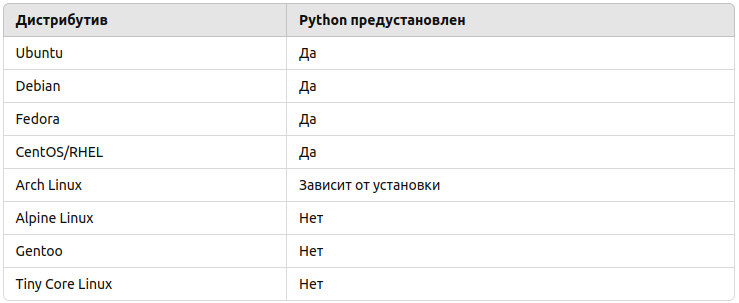 Дистрибутив Python предустановлен
Ubuntu Да
Debian Да
Fedora Да
CentOS/RHEL Да
Arch Linux Зависит от установки
Alpine Linux Нет
Gentoo Нет
Tiny Core Linux Нет